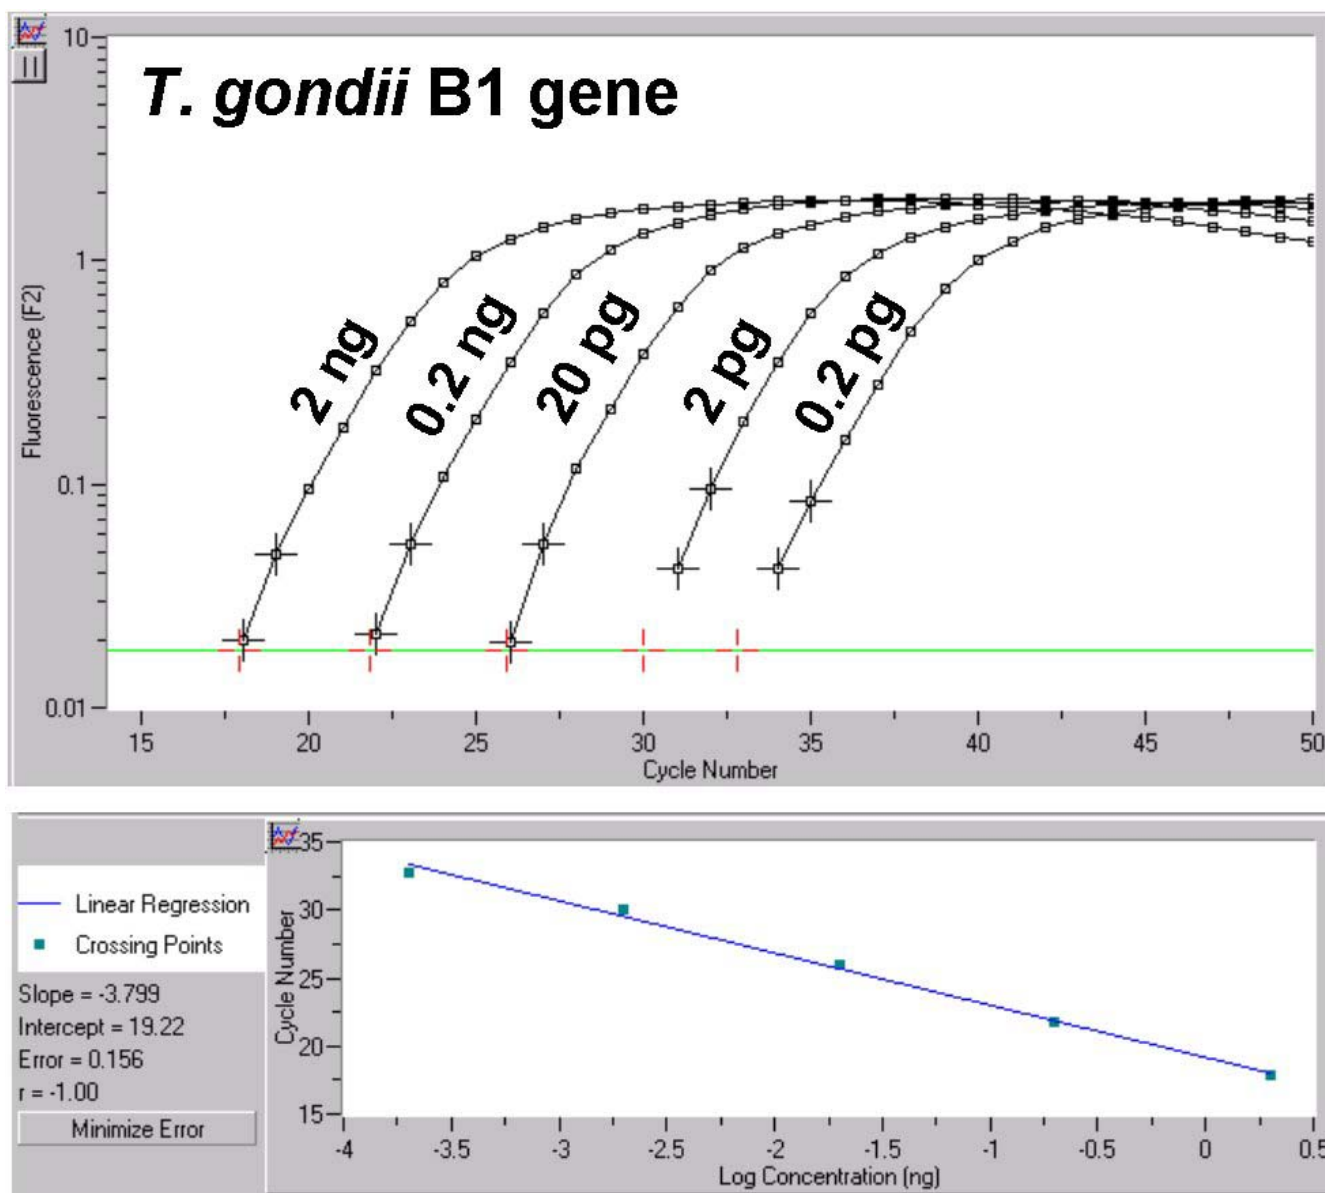 T. gondii B1 gene
10
1
0.1
0.01
Fluorescence (F2)
2 ng
0.2 ng
20 pg
2 pg
0.2 pg
15 20 25 30 35 40 45 50
Cycle Number
Linear Regression
Crossing Points
Slope = -3.799
Intercept = 19.22
Error = 0.156
r = -1.00
Minimize Error
Cycle Number
35
30
25
20
15
-4 -3.5 -3 -2.5 -2 -1.5 -1 -0.5 0 0.5
Log Concentration (ng)